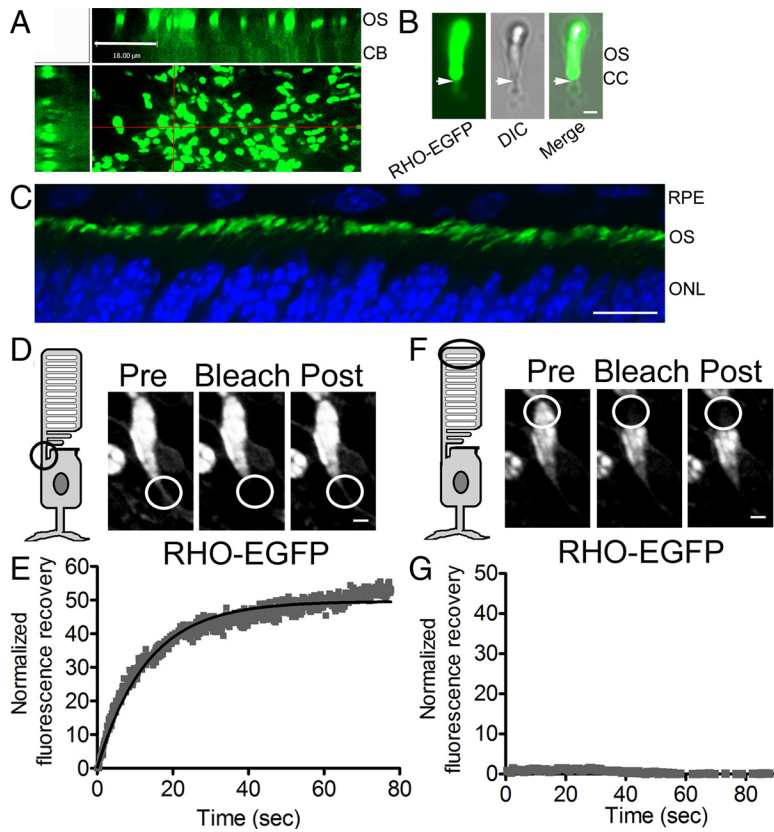 A
OS
CB
18.00 µm
B
OS
CC
RHO-EGFP
DIC
Merge
C
RPE
OS
ONL
D
Pre Bleach Post
F
Pre Bleach Post
E
RHO-EGFP
Normalized
fluorescence recovery
60
50
40
30
20
10
0
0 20 40 60 80
Time (sec)
G
RHO-EGFP
Normalized
fluorescence recovery
50
40
30
20
10
0
0 20 40 60 80
Time (sec)